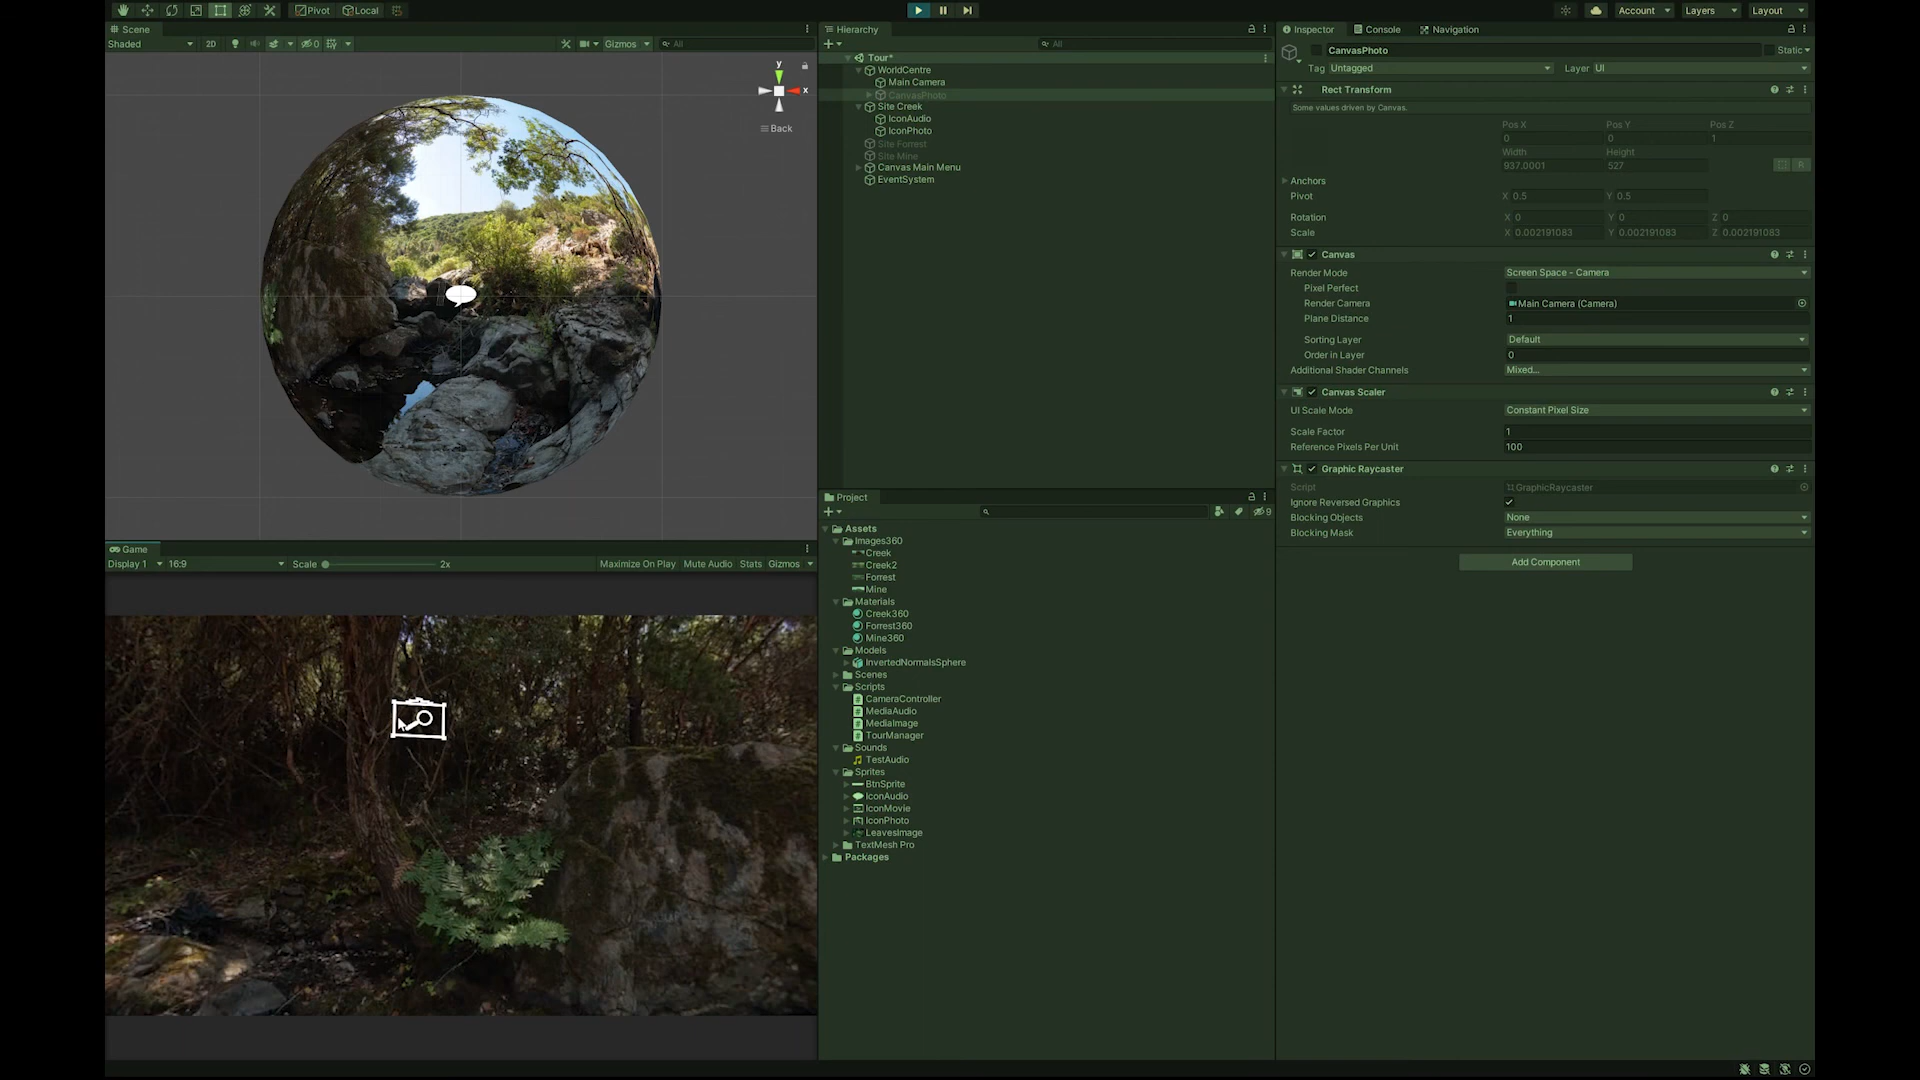 Pivot Local Account Layers Layout
Scene
Shaded 2D 0 Gizmos All
y
x
Back
Game
Display 1 16:9 Scale 2x Maximize On Play Mute Audio Stats Gizmos
Hierarchy
All
Tour*
WorldCentre
Main Camera
CanvasPhoto
Site Creek
IconAudio
IconPhoto
Site Forrest
Site Mine
Canvas Main Menu
EventSystem
Project
9
Assets
Images360
Creek
Creek2
Forrest
Mine
Materials
Creek360
Forrest360
Mine360
Models
InvertedNormalsSphere
Scenes
Scripts
CameraController
MediaAudio
MediaImage
TourManager
Sounds
TestAudio
Sprites
BtnSprite
IconAudio
IconMovie
IconPhoto
LeavesImage
TextMesh Pro
Packages
Inspector Console Navigation
CanvasPhoto Static
Tag Untagged Layer UI
Rect Transform
Some values driven by Canvas.
Pos X Pos Y Pos Z
0 0 1
Width Height
937.0001 527 R
Anchors
Pivot X 0.5 Y 0.5
Rotation X 0 Y 0 Z 0
Scale X 0.002191083 Y 0.002191083 Z 0.002191083
Canvas
Render Mode Screen Space - Camera
Pixel Perfect
Render Camera Main Camera (Camera)
Plane Distance 1
Sorting Layer Default
Order in Layer 0
Additional Shader Channels Mixed...
Canvas Scaler
UI Scale Mode Constant Pixel Size
Scale Factor 1
Reference Pixels Per Unit 100
Graphic Raycaster
Script GraphicRaycaster
Ignore Reversed Graphics
Blocking Objects None
Blocking Mask Everything
Add Component